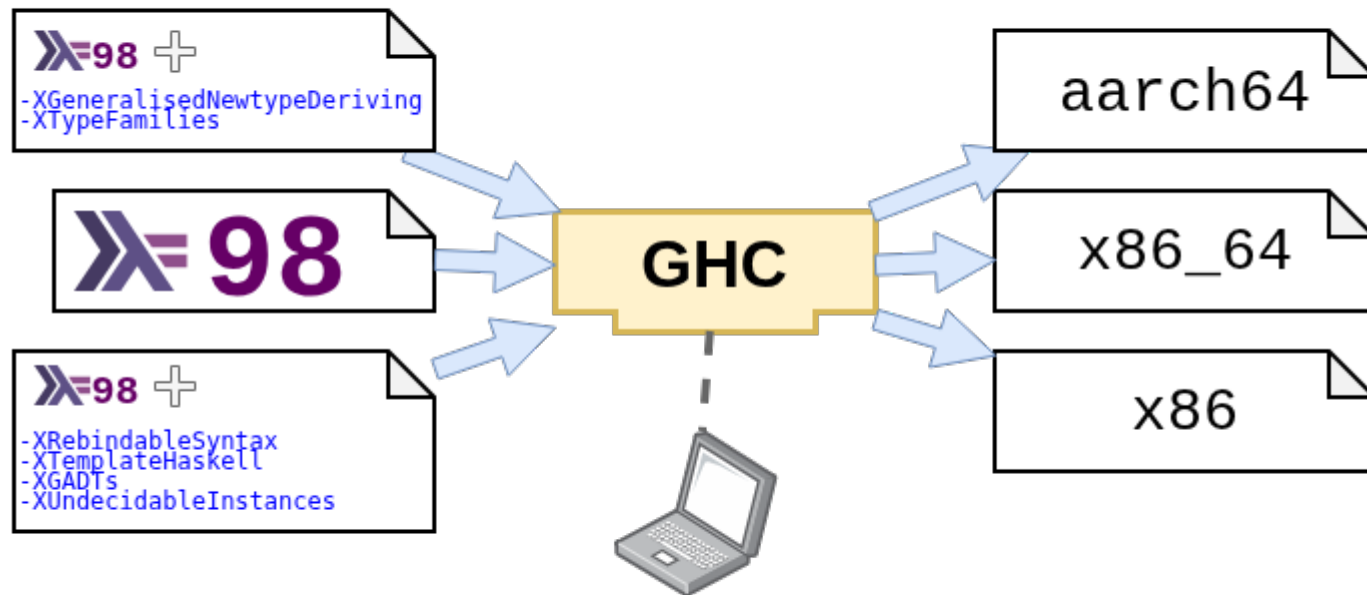 98
-XGeneralisedNewtypeDeriving
-XTypeFamilies
98
98
-XRebindableSyntax
-XTemplateHaskell
-XGADTs
-XUndecidableInstances
GHC
aarch64
x86_64
x86